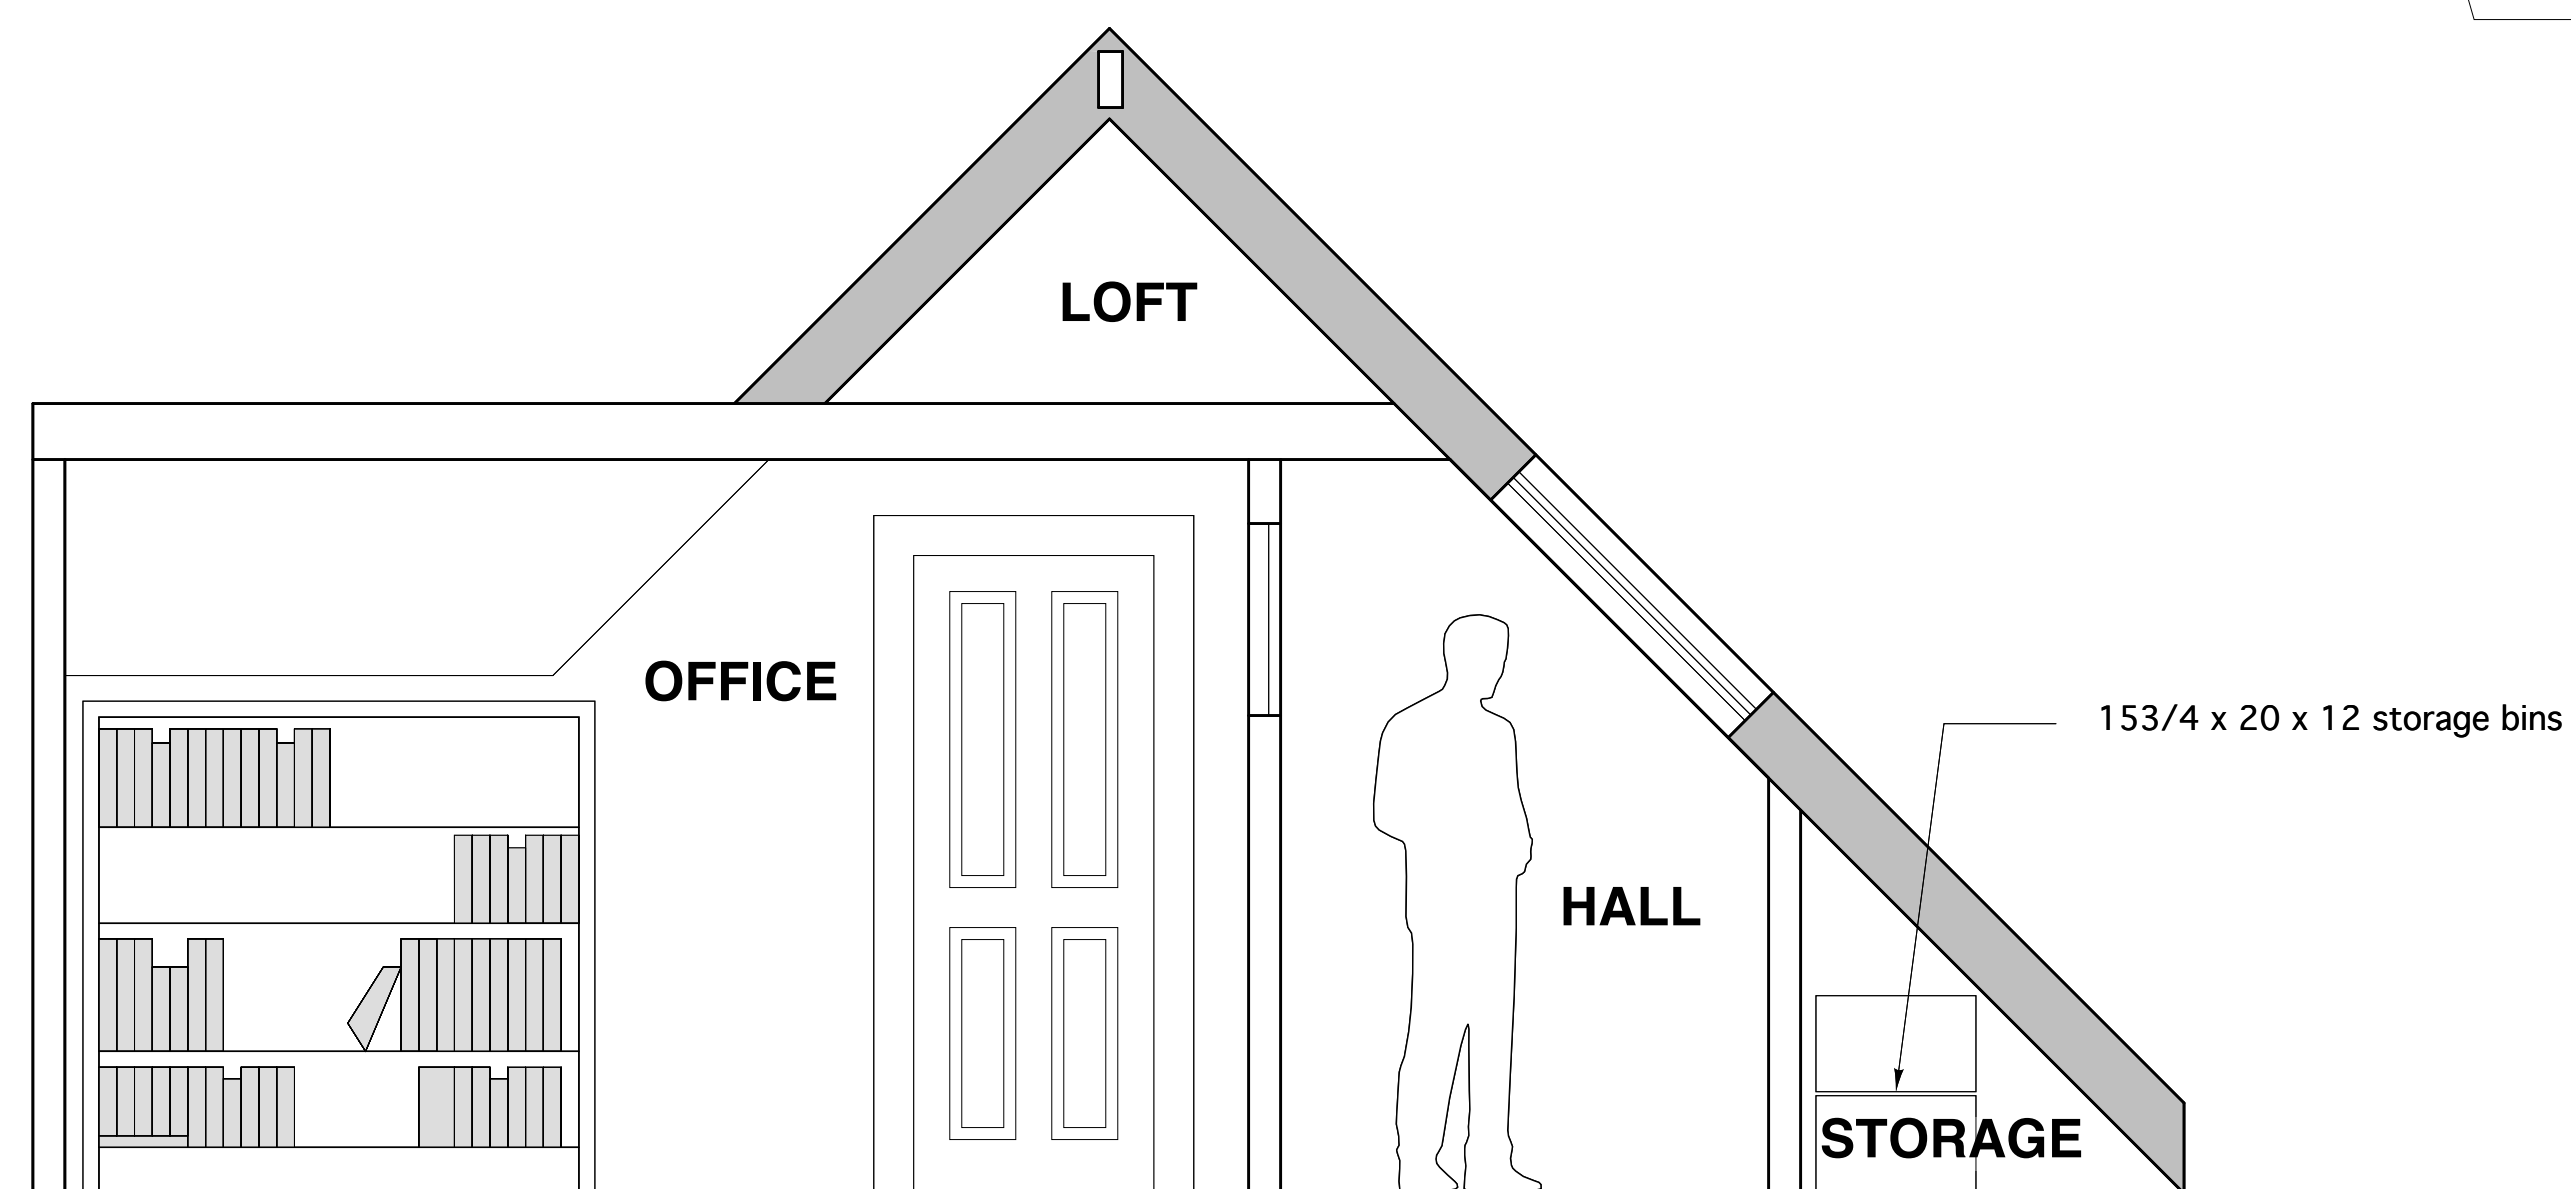 LOFT
OFFICE
153/4 x 20 x 12 storage bins
HALL
STORAGE